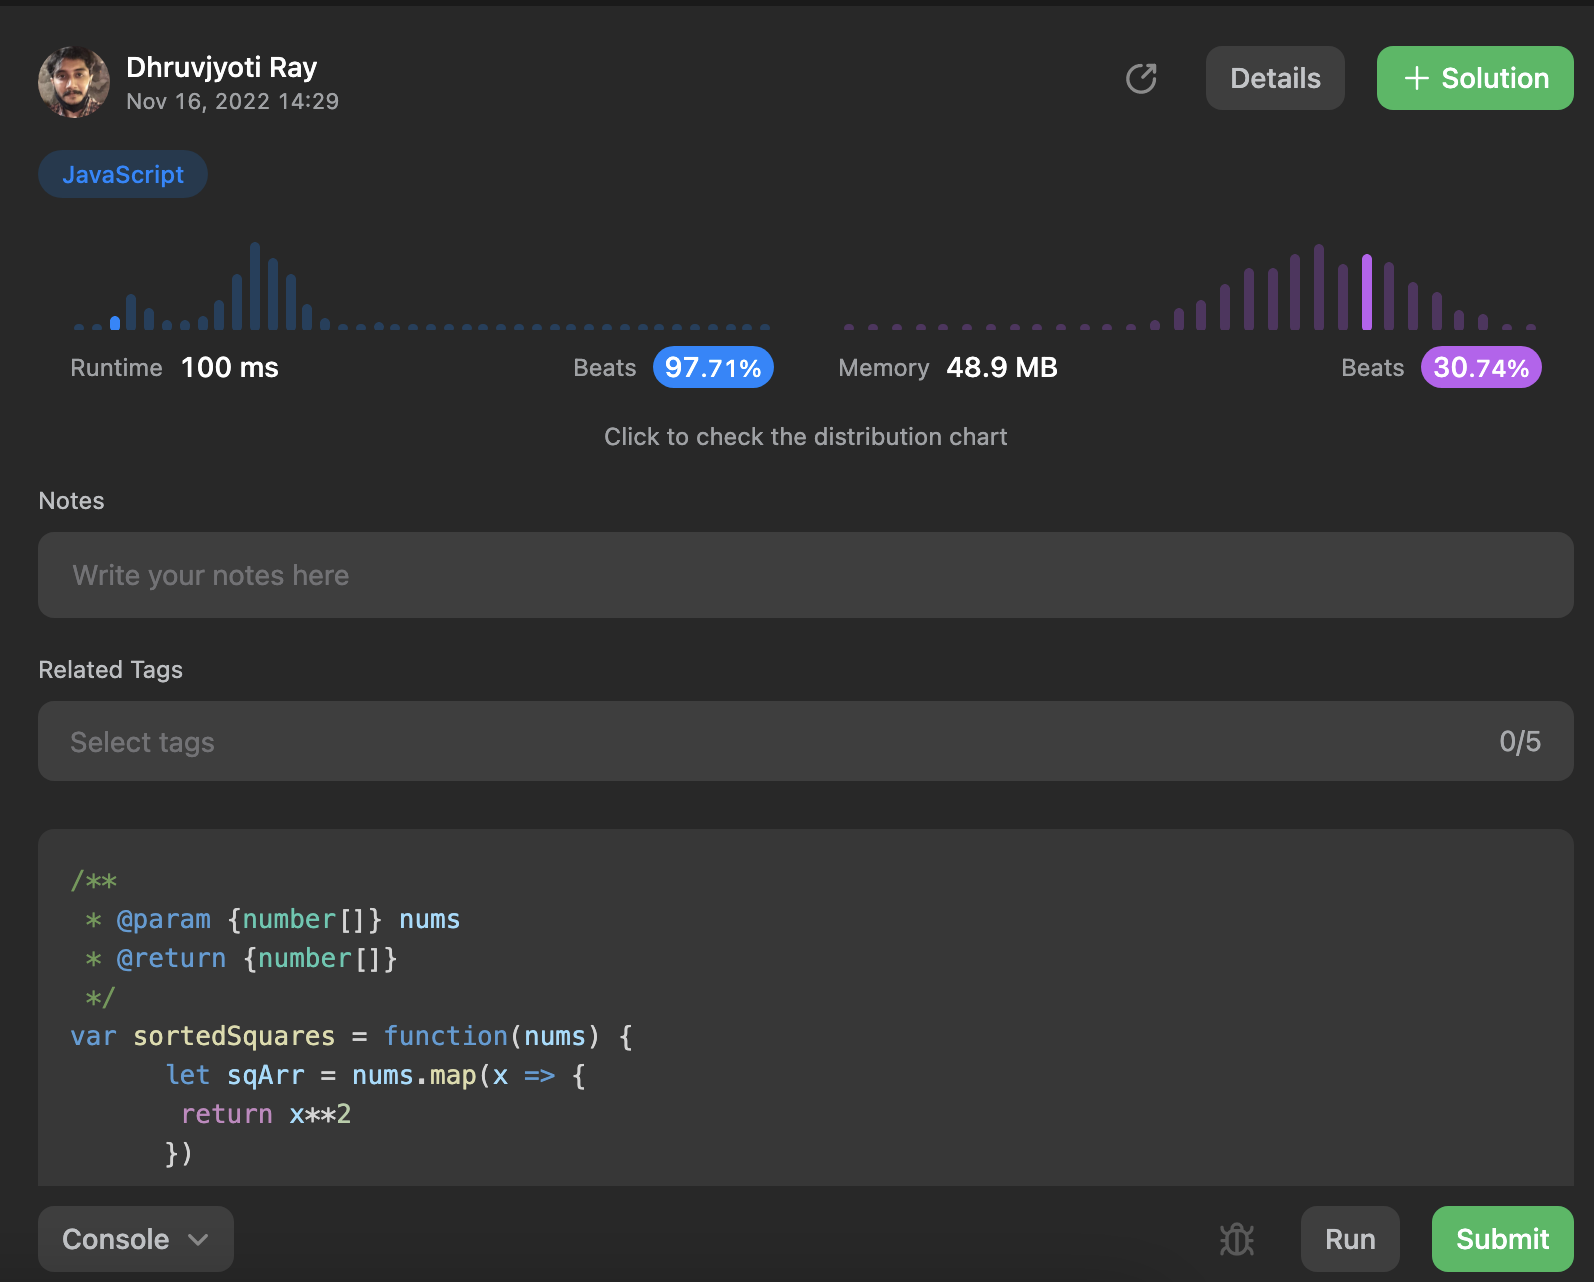 Dhruvjyoti Ray
Nov 16, 2022 14:29
Details
+ Solution
JavaScript
Runtime 100 ms Beats 97.71%
Memory 48.9 MB Beats 30.74%
Click to check the distribution chart
Notes
Write your notes here
Related Tags
Select tags 0/5
/**
 * @param {number[]} nums
 * @return {number[]}
 */
var sortedSquares = function(nums) {
      let sqArr = nums.map(x => {
       return x**2
      })
Console
Run
Submit